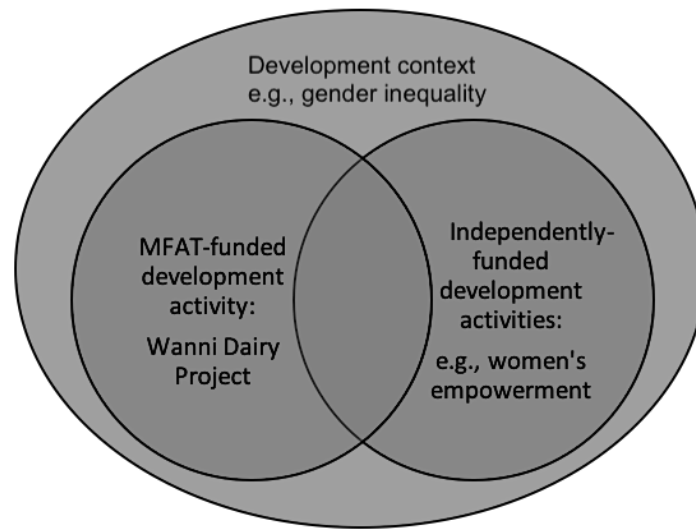 Development context
e.g., gender inequality
MFAT-funded
development
activity:
Wanni Dairy
Project
Independently-
funded
development
activities:
e.g., women's
empowerment